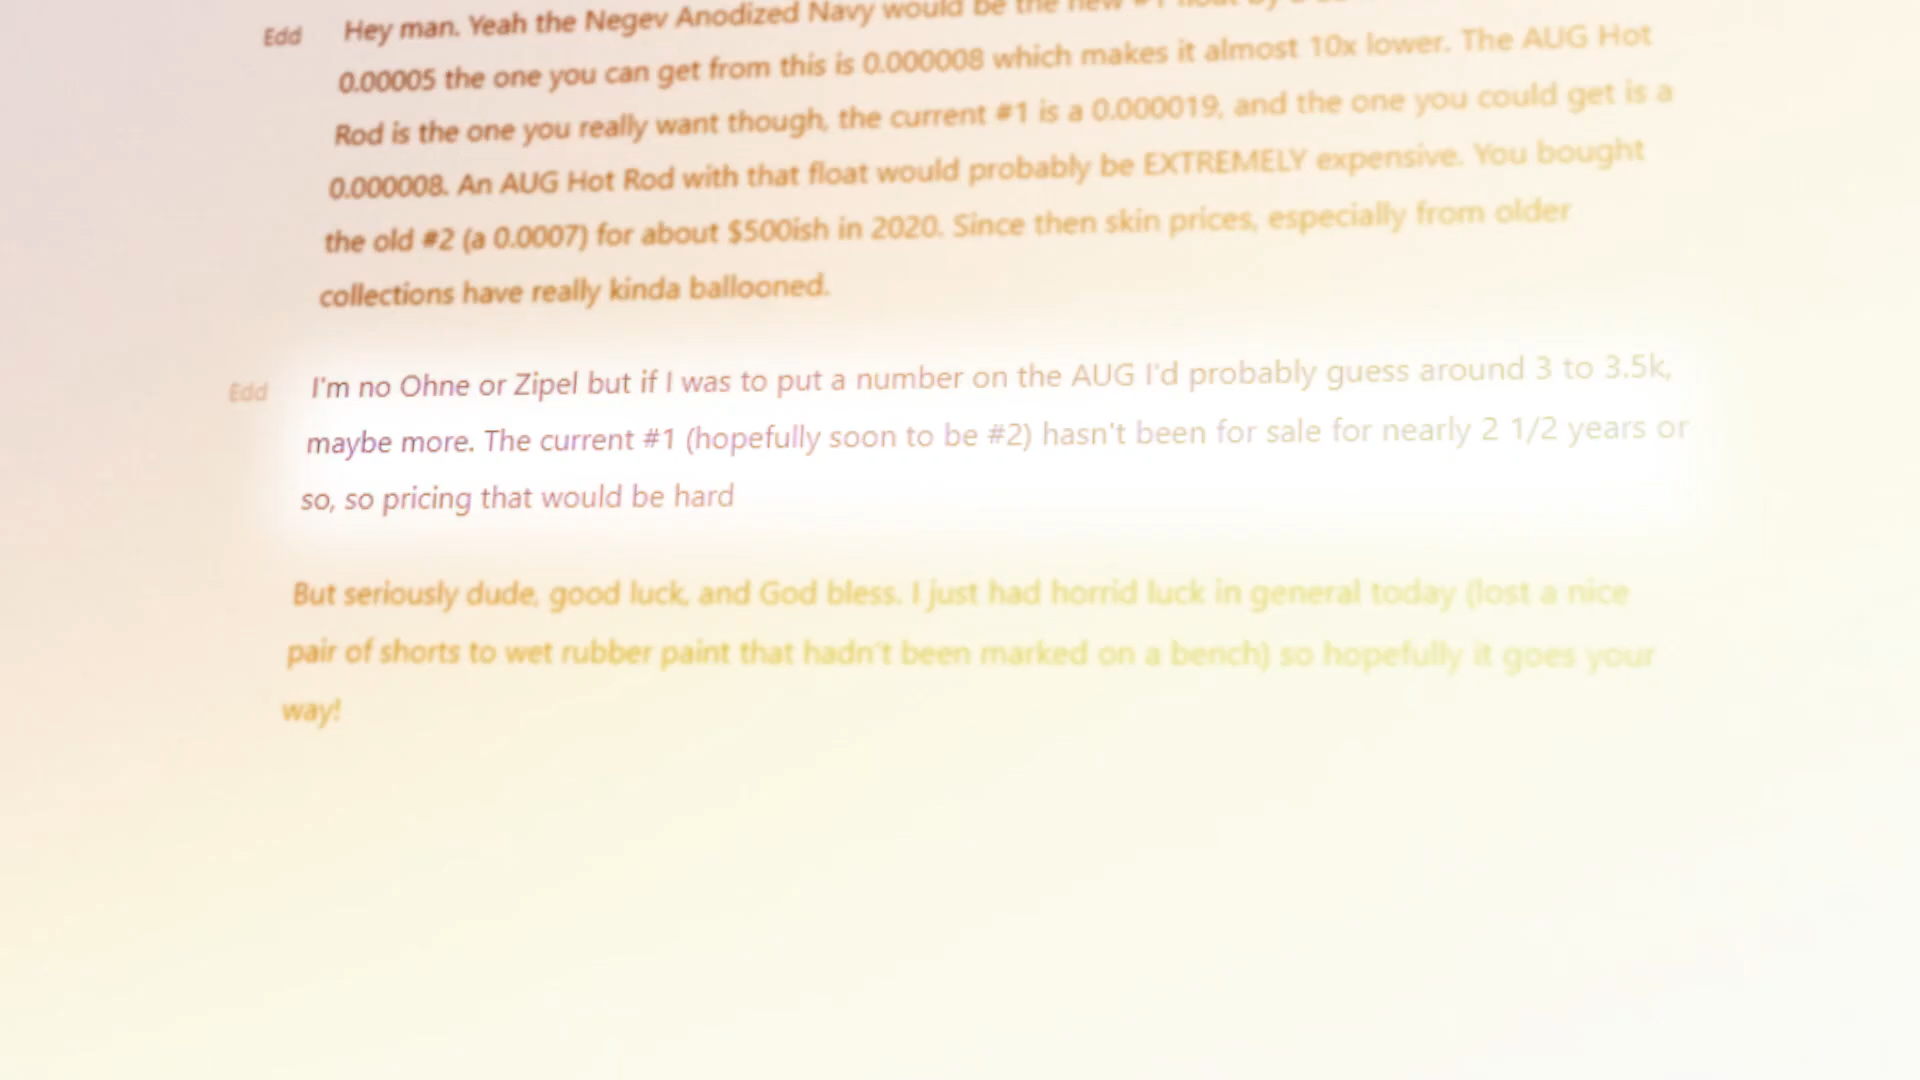 Edd Hey man. Yeah the Negev Anodized Navy would be the new #1 float by a
0.00005 the one you can get from this is 0.000008 which makes it almost 10x lower. The AUG Hot
Rod is the one you really want though, the current #1 is a 0.000019, and the one you could get is a
0.000008. An AUG Hot Rod with that float would probably be EXTREMELY expensive. You bought
the old #2 (a 0.0007) for about $500ish in 2020. Since then skin prices, especially from older
collections have really kinda ballooned.
Edd I'm no Ohne or Zipel but if I was to put a number on the AUG I'd probably guess around 3 to 3.5k,
maybe more. The current #1 (hopefully soon to be #2) hasn't been for sale for nearly 2 1/2 years or
so, so pricing that would be hard
But seriously dude, good luck, and God bless. I just had horrid luck in general today (lost a nice
pair of shorts to wet rubber paint that hadn't been marked on a bench) so hopefully it goes your
way!